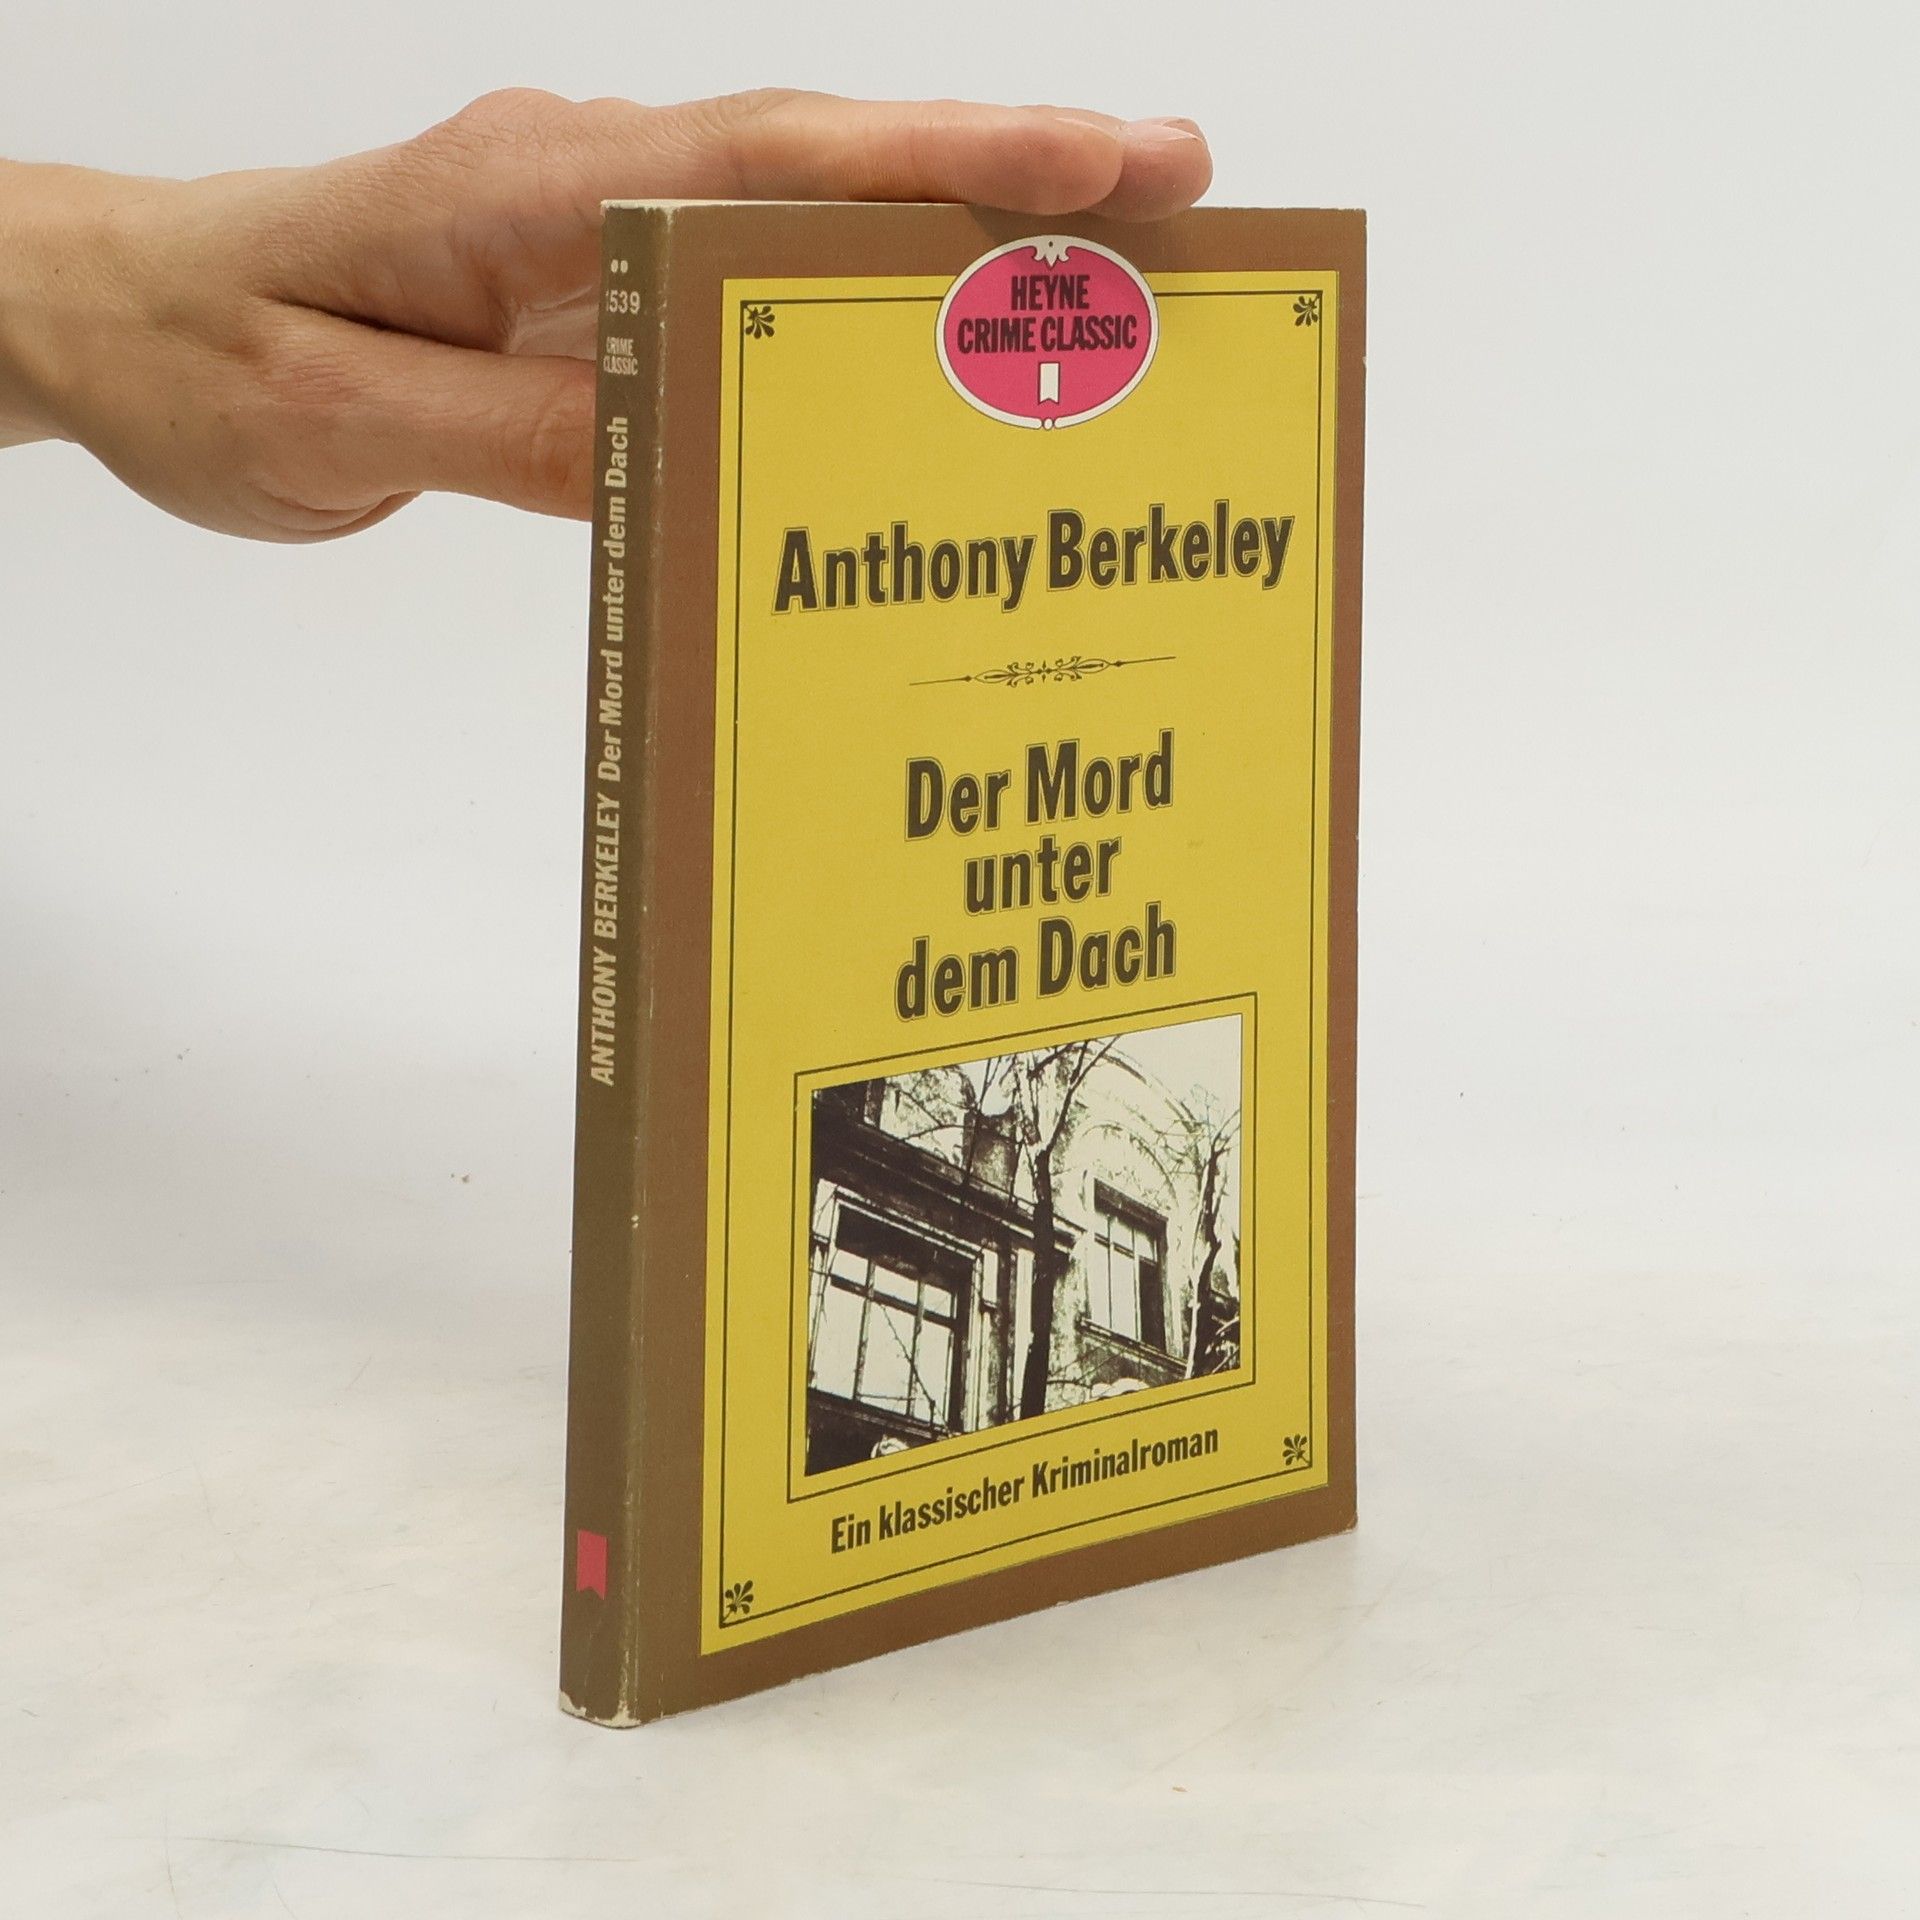 1539
CRIME
CLASSIC
ANTHONY BERKELEY Der Mord unter dem Dach
HEYNE
CRIME CLASSIC
Anthony Berkeley
Der Mord
unter
dem Dach
Ein klassischer Kriminalroman